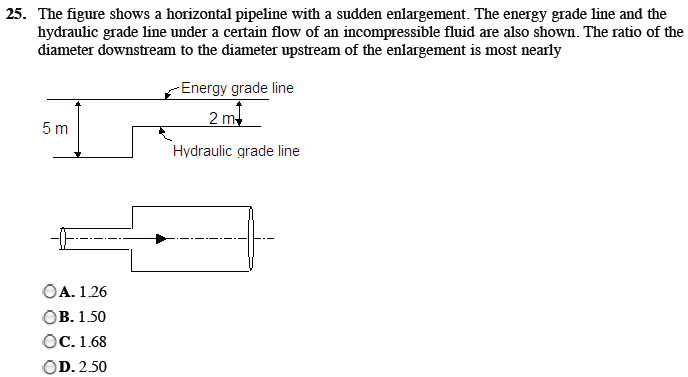 25. The figure shows a horizontal pipeline with a sudden enlargement. The energy grade line and the
hydraulic grade line under a certain flow of an incompressible fluid are also shown. The ratio of the
diameter downstream to the diameter upstream of the enlargement is most nearly
Energy grade line
2 m
5 m
Hydraulic grade line
A. 1.26
B. 1.50
C. 1.68
D. 2.50